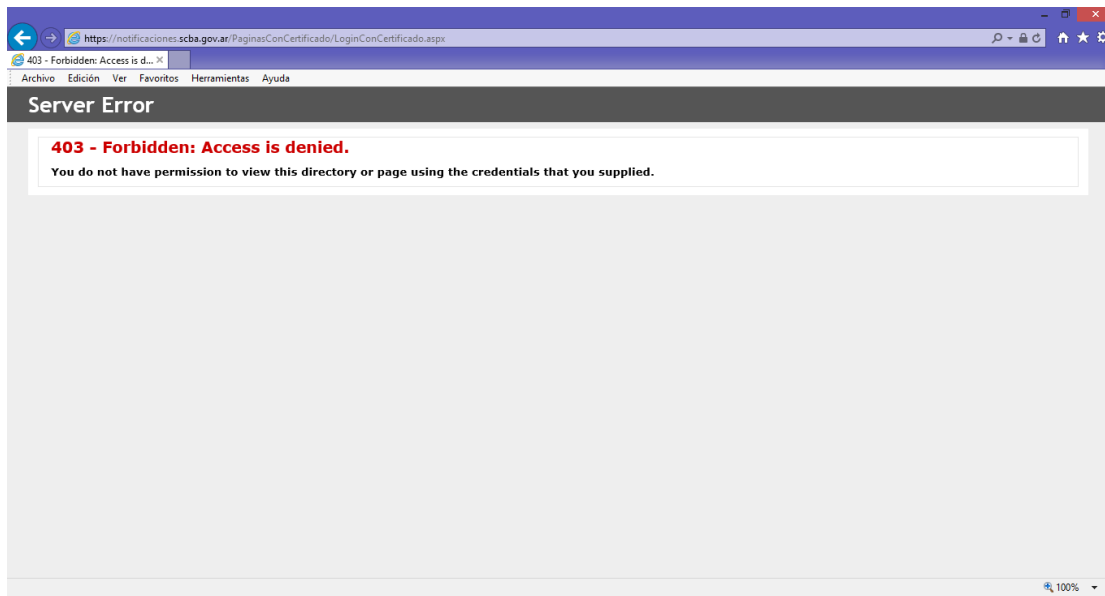 https://notificaciones.scba.gov.ar/PaginasConCertificado/LoginConCertificado.aspx
403 - Forbidden: Access is d...
Archivo Edición Ver Favoritos Herramientas Ayuda
Server Error
403 - Forbidden: Access is denied.
You do not have permission to view this directory or page using the credentials that you supplied.
100%